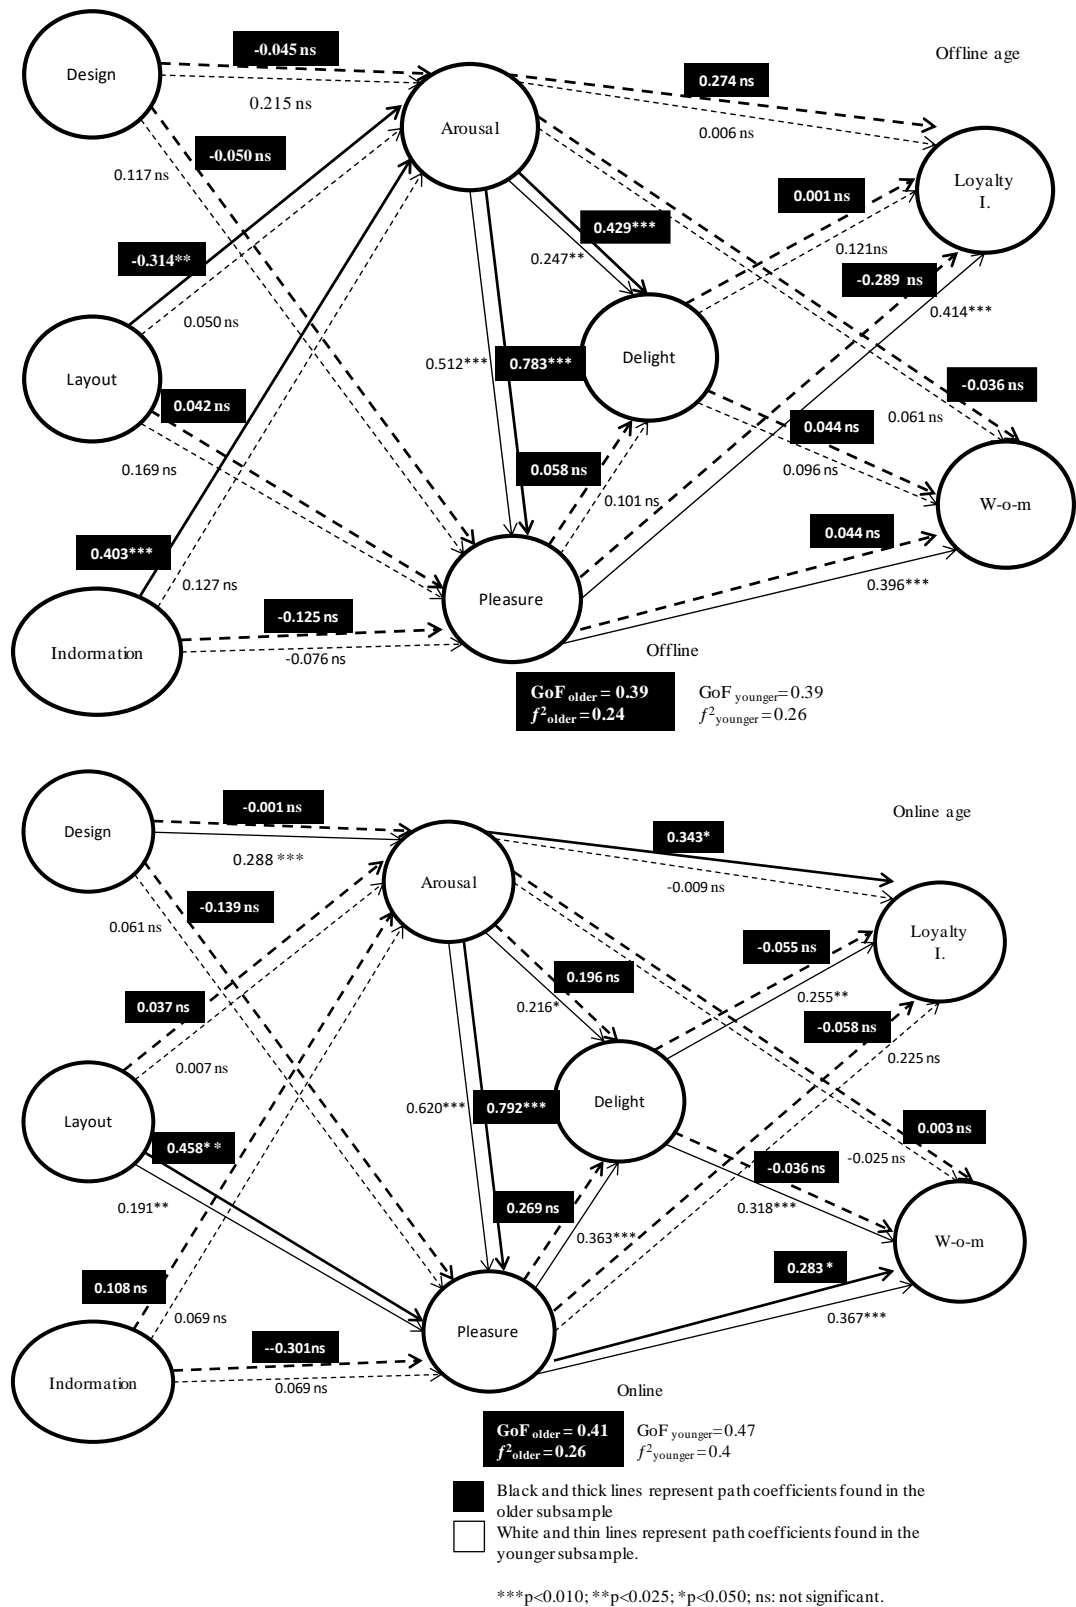 -0.045 ns
Offline age
Design
0.215 ns
0.274 ns
Arousal
0.006 ns
-0.050 ns
0.117 ns
Loyalty
I.
0.001 ns
0.429***
0.121ns
-0.314**
0.247**
-0.289 ns
0.414***
0.050 ns
Layout
0.512***
0.783***
Delight
-0.036 ns
0.042 ns
0.061 ns
0.044 ns
0.169 ns
0.096 ns
0.058 ns
0.101 ns
W-o-m
0.403***
0.044 ns
0.127 ns
0.396***
Pleasure
-0.125 ns
Indormation
-0.076 ns
Offline
GoF older = 0.39
f² older = 0.24
GoF younger = 0.39
f² younger = 0.26
-0.001 ns
Online age
Design
0.288 ***
0.343*
Arousal
-0.009 ns
-0.139 ns
0.061 ns
Loyalty
I.
-0.055 ns
0.196 ns
0.255**
0.037 ns
0.216*
-0.058 ns
0.225 ns
0.007 ns
Layout
0.620***
0.792***
Delight
0.003 ns
0.458* *
-0.025 ns
-0.036 ns
0.191**
0.318***
0.269 ns
0.363***
W-o-m
0.283 *
0.108 ns
0.069 ns
0.367***
Pleasure
--0.301ns
Indormation
0.069 ns
Online
GoF older = 0.41
f² older = 0.26
GoF younger= 0.47
f² younger = 0.4
Black and thick lines represent path coefficients found in the
older subsample
White and thin lines represent path coefficients found in the
younger subsample.
***p<0.010; **p<0.025; *p<0.050; ns: not significant.